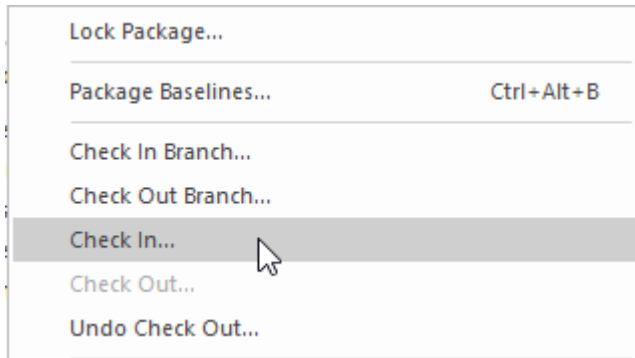 Lock Package...
Package Baselines... Ctrl+Alt+B
Check In Branch...
Check Out Branch...
Check In...
Check Out...
Undo Check Out...